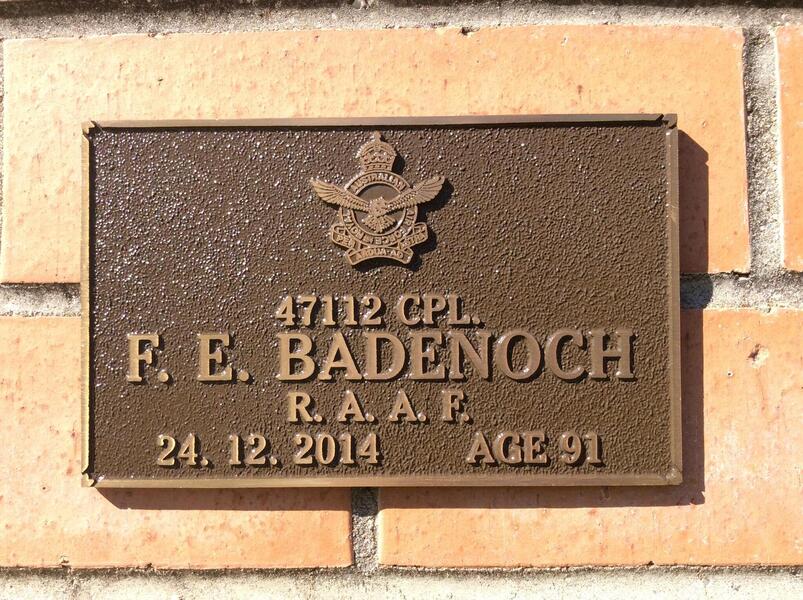 47112 CPL.
F. E. BADENOCH
R. A. A. F.
24. 12. 2014 AGE 91